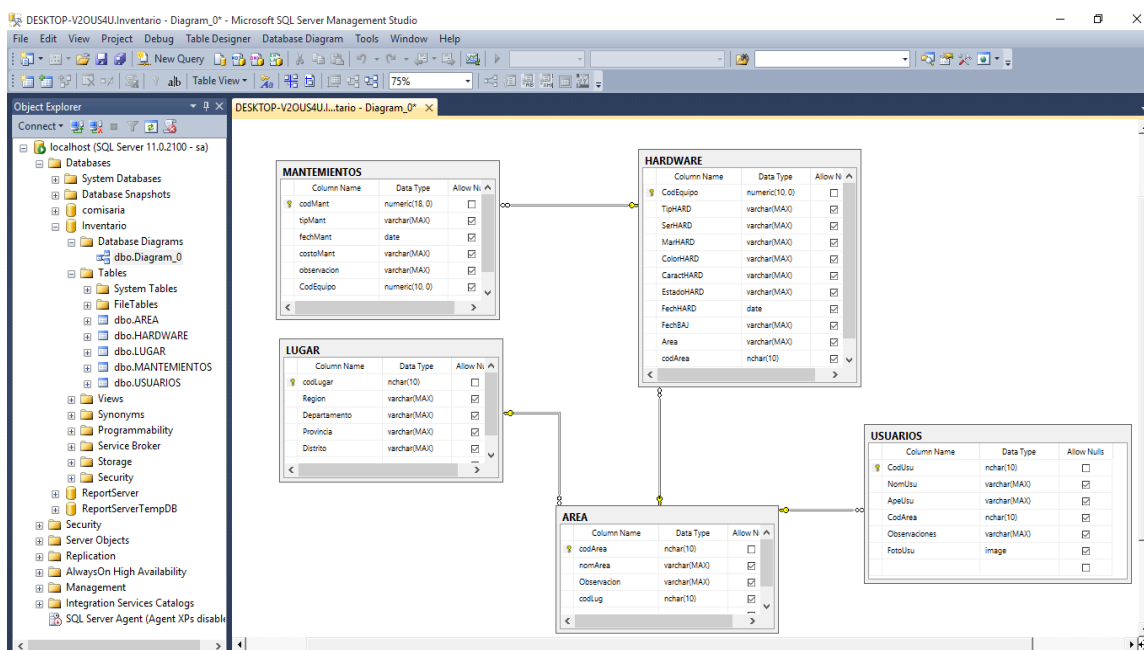 DESKTOP-V2OUS4U.Inventario - Diagram_0* - Microsoft SQL Server Management Studio
File Edit View Project Debug Table Designer Database Diagram Tools Window Help
New Query
ab Table View 75%
Object Explorer
Connect
localhost (SQL Server 11.0.2100 - sa)
Databases
System Databases
Database Snapshots
comisaria
Inventario
Database Diagrams
dbo.Diagram_0
Tables
System Tables
FileTables
dbo.AREA
dbo.HARDWARE
dbo.LUGAR
dbo.MANTEMIENTOS
dbo.USUARIOS
Views
Synonyms
Programmability
Service Broker
Storage
Security
ReportServer
ReportServerTempDB
Security
Server Objects
Replication
AlwaysOn High Availability
Management
Integration Services Catalogs
SQL Server Agent (Agent XPs disable
DESKTOP-V2OUS4U.I...tario - Diagram_0*
MANTEMIENTOS
Column Name Data Type Allow Nu
codMant numeric(18, 0)
tipMant varchar(MAX)
fechMant date
costoMant varchar(MAX)
observacion varchar(MAX)
CodEquipo numeric(10, 0)
HARDWARE
Column Name Data Type Allow N
CodEquipo numeric(10, 0)
TipHARD varchar(MAX)
SerHARD varchar(MAX)
MarHARD varchar(MAX)
ColorHARD varchar(MAX)
CaractHARD varchar(MAX)
EstadoHARD varchar(MAX)
FechHARD date
FechBAJ varchar(MAX)
Area varchar(MAX)
codArea nchar(10)
LUGAR
Column Name Data Type Allow Nu
codLugar nchar(10)
Region varchar(MAX)
Departamento varchar(MAX)
Provincia varchar(MAX)
Distrito varchar(MAX)
USUARIOS
Column Name Data Type Allow Nulls
CodUsu nchar(10)
NomUsu varchar(MAX)
ApeUsu varchar(MAX)
CodArea nchar(10)
Observaciones varchar(MAX)
FotoUsu image
AREA
Column Name Data Type Allow N
codArea nchar(10)
nomArea varchar(MAX)
Observacion varchar(MAX)
codLug nchar(10)